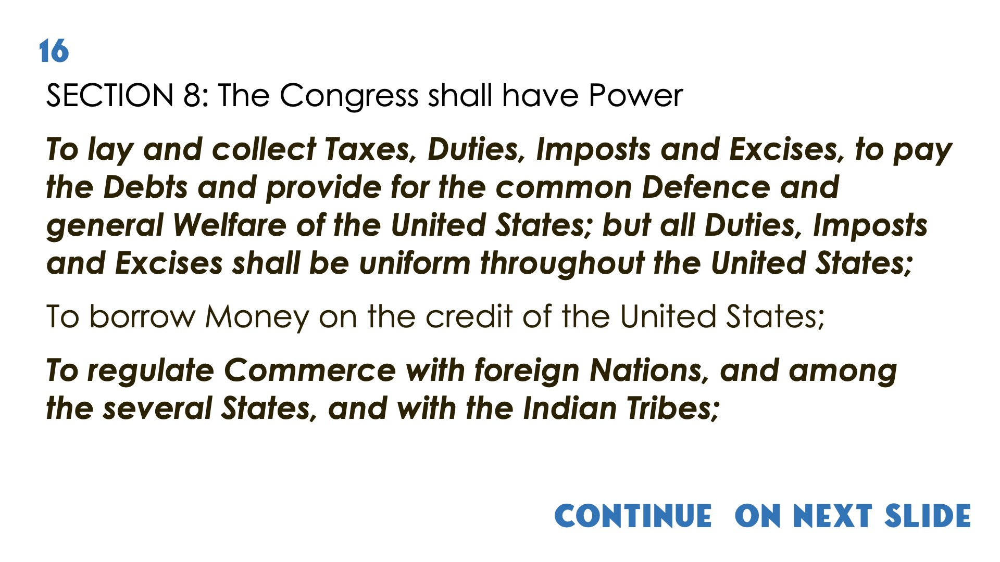 16
SECTION 8: The Congress shall have Power
To lay and collect Taxes, Duties, Imposts and Excises, to pay
the Debts and provide for the common Defence and
general Welfare of the United States; but all Duties, Imposts
and Excises shall be uniform throughout the United States;
To borrow Money on the credit of the United States;
To regulate Commerce with foreign Nations, and among
the several States, and with the Indian Tribes;
CONTINUE ON NEXT SLIDE